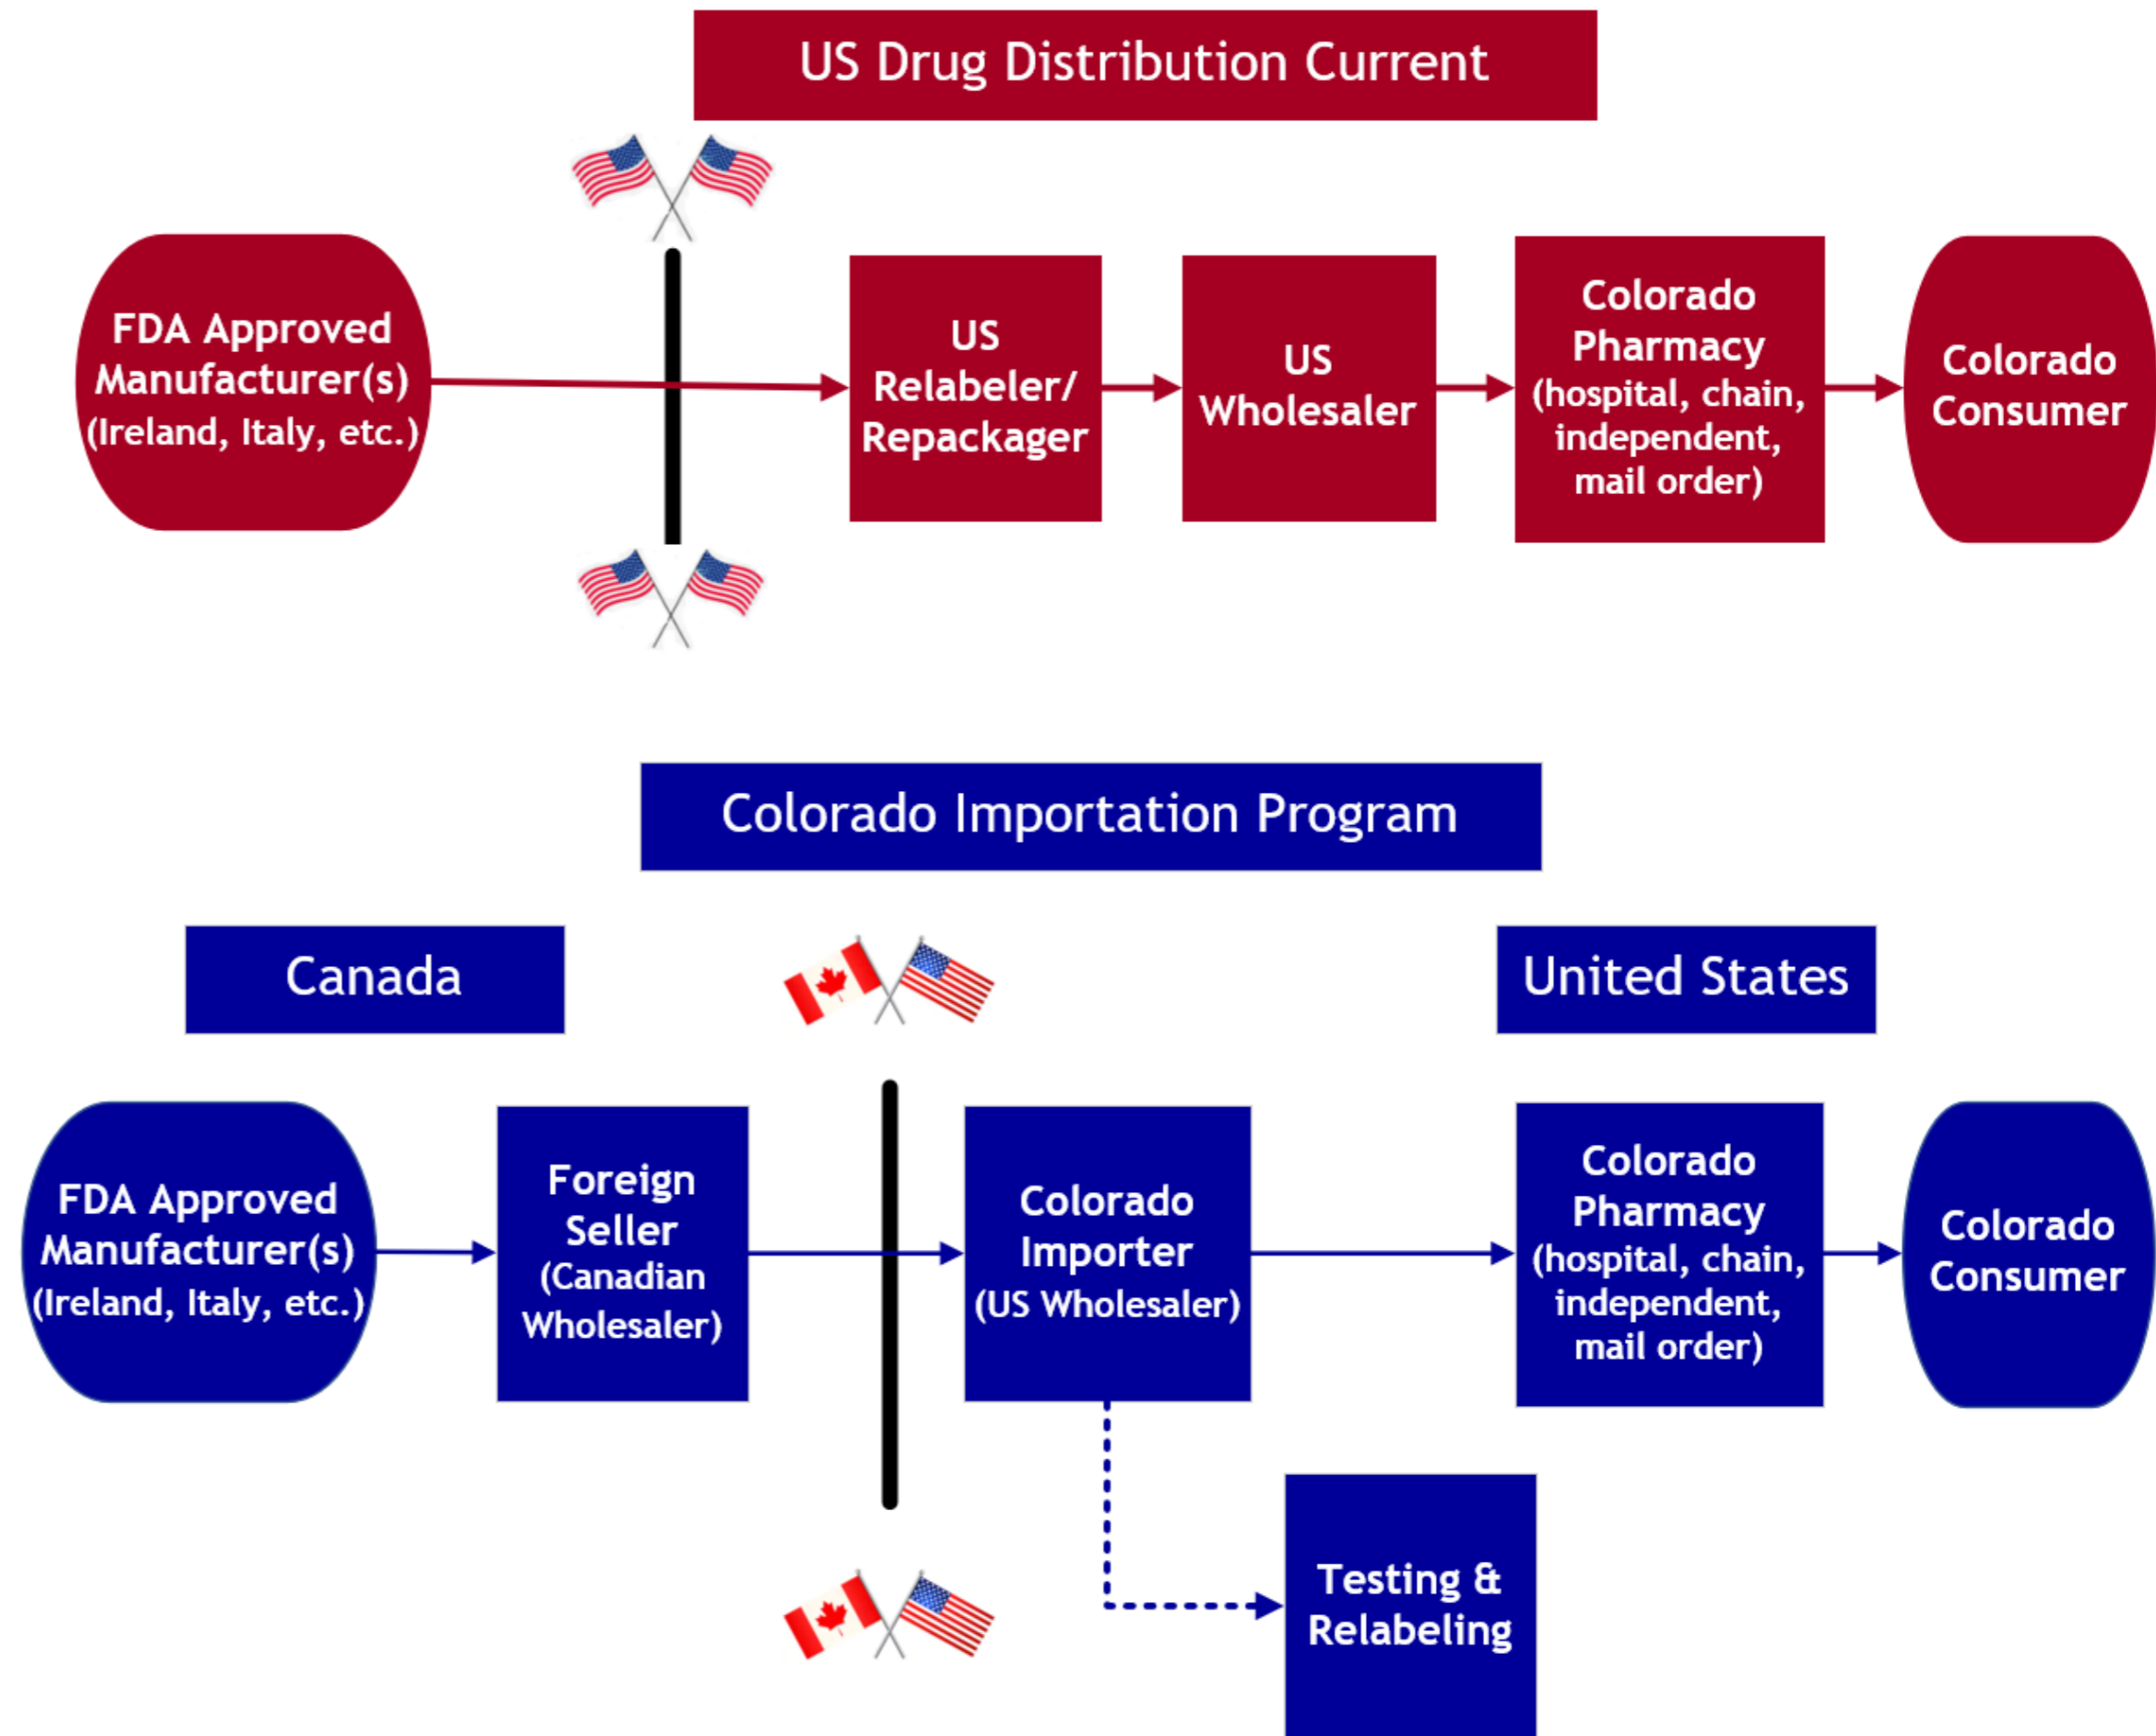 US Drug Distribution Current
FDA Approved
Manufacturer(s)
(Ireland, Italy, etc.)
US
Relabeler/
Repackager
US
Wholesaler
Colorado
Pharmacy
(hospital, chain,
independent,
mail order)
Colorado
Consumer
Colorado Importation Program
Canada
United States
FDA Approved
Manufacturer(s)
(Ireland, Italy, etc.)
Foreign
Seller
(Canadian
Wholesaler)
Colorado
Importer
(US Wholesaler)
Colorado
Pharmacy
(hospital, chain,
independent,
mail order)
Colorado
Consumer
Testing &
Relabeling